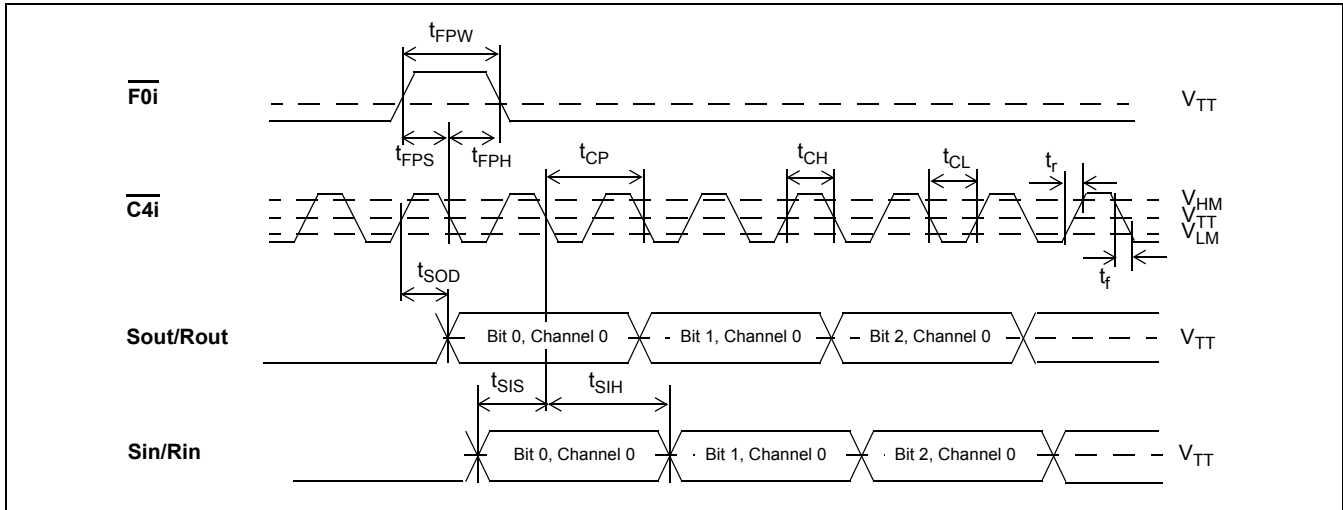 tFPW
F0i
VTT
tFPS tFPH tCP tCH tCL tr
C4i
VHM
VTT
VLM
tf
tSOD
Sout/Rout
Bit 0, Channel 0 Bit 1, Channel 0 Bit 2, Channel 0
VTT
tSIS tSIH
Sin/Rin
Bit 0, Channel 0 Bit 1, Channel 0 Bit 2, Channel 0
VTT